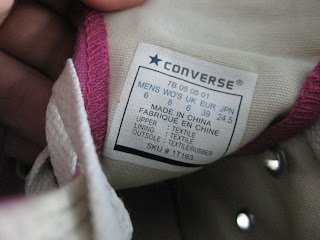 ★ CONVERSE®
7B 05 05 01
MENS WO'S UK EUR JPN
6 8 6 39 24.5
MADE IN CHINA
FABRIQUE EN CHINE
UPPER : TEXTILE
LINING : TEXTILE
OUTSOLE : TEXTILE/RUBBER
SKU # 1T163